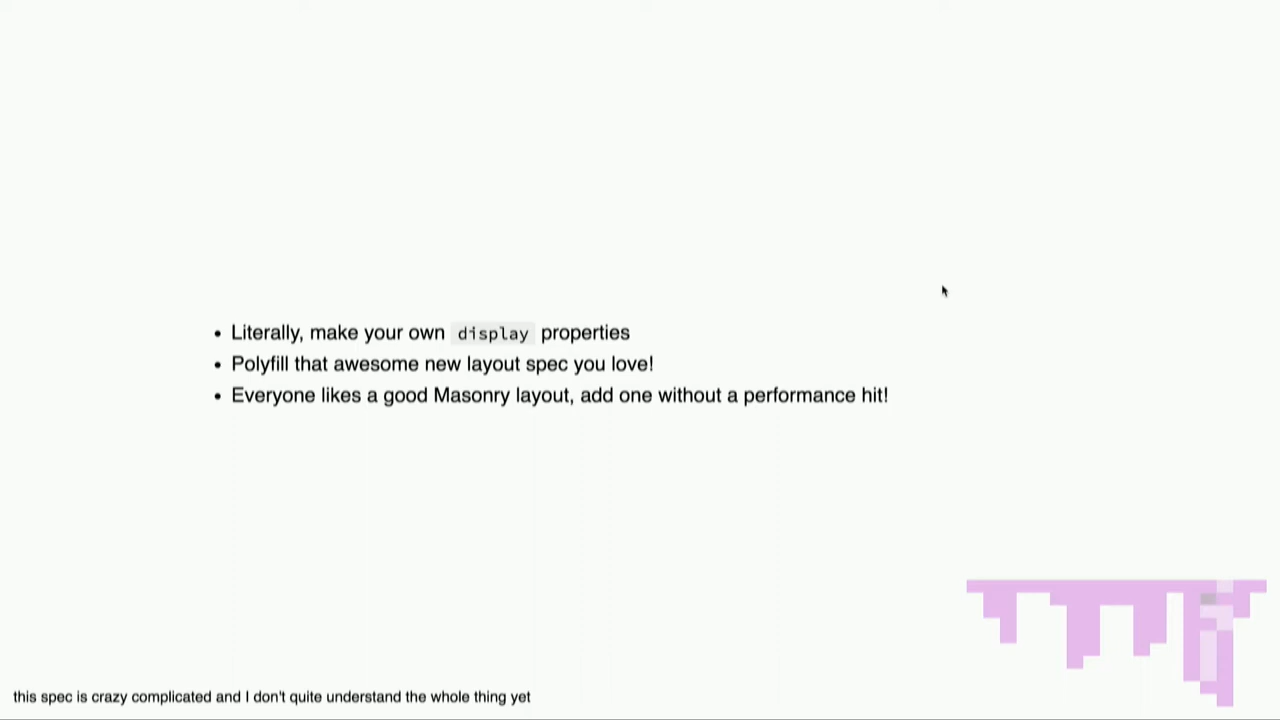 • Literally, make your own display properties
• Polyfill that awesome new layout spec you love!
• Everyone likes a good Masonry layout, add one without a performance hit!
this spec is crazy complicated and I don't quite understand the whole thing yet